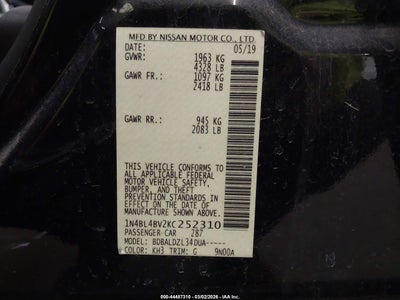 MFD BY NISSAN MOTOR CO., LTD.
DATE: 05/19
GVWR: 1963 KG
4328 LB
GAWR FR.: 1097 KG
2418 LB
GAWR RR.: 945 KG
2083 LB
THIS VEHICLE CONFORMS TO
ALL APPLICABLE FEDERAL
MOTOR VEHICLE SAFETY,
BUMPER, AND THEFT
PREVENTION STANDARDS
IN EFFECT ON THE DATE OF
MANUFACTURE SHOWN ABOVE.
1N4BL4BV2KC252310
PASSENGER CAR 287
MODEL: BDBALDZL34DUA-----
COLOR: KH3 TRIM: G 9N00A
000-44487310 - 03/02/2026 - Copart